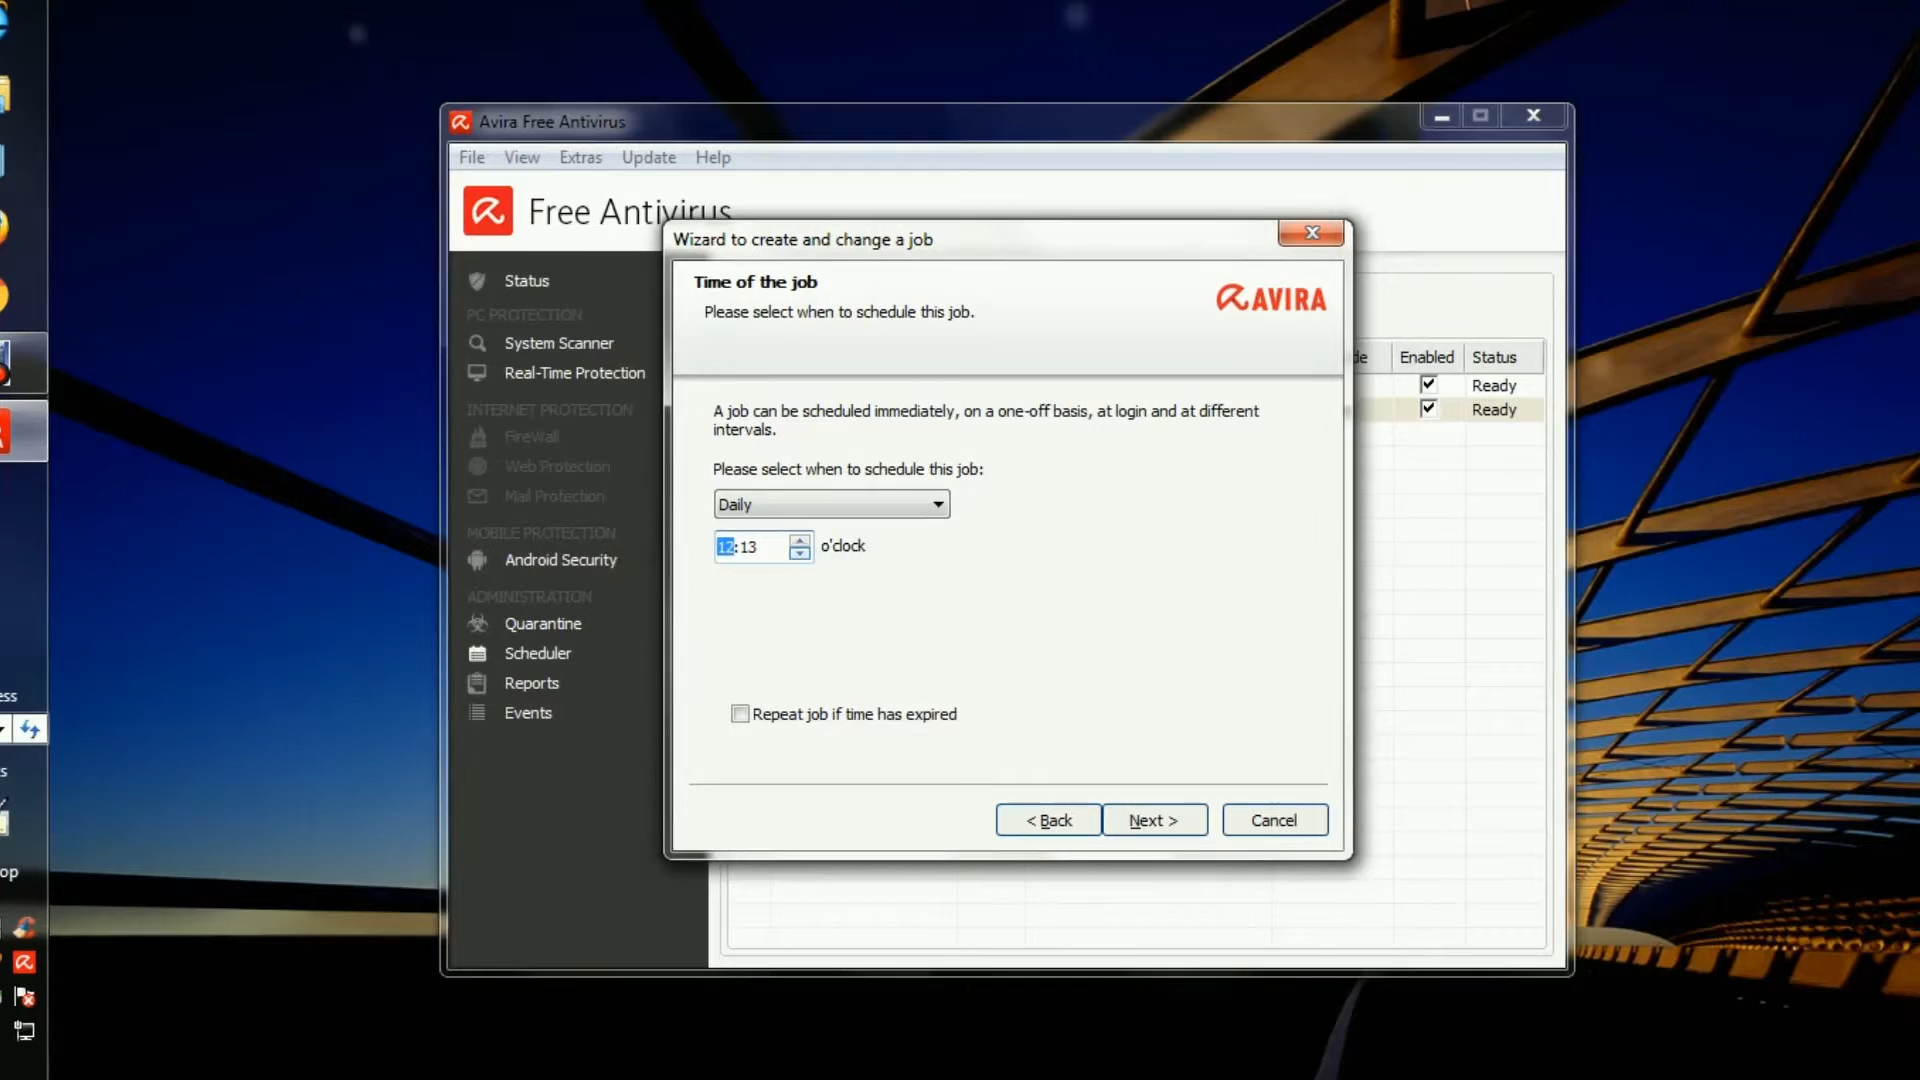 Avira Free Antivirus
File View Extras Update Help
Free Antivirus
Wizard to create and change a job
Time of the job
Please select when to schedule this job.
AVIRA
A job can be scheduled immediately, on a one-off basis, at login and at different
intervals.
Please select when to schedule this job:
Daily
12:13 o'clock
Repeat job if time has expired
< Back Next > Cancel
Status
PC PROTECTION
System Scanner
Real-Time Protection
INTERNET PROTECTION
FireWall
Web Protection
Mail Protection
MOBILE PROTECTION
Android Security
ADMINISTRATION
Quarantine
Scheduler
Reports
Events
Enabled Status
Ready
Ready